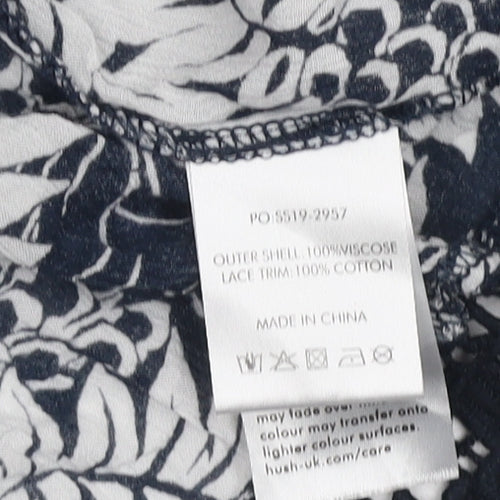 PO:SS19-2957
OUTER SHELL:100%VISCOSE
LACE TRIM:100% COTTON
MADE IN CHINA
may fade over
colour may transfer onto
lighter colour surfaces.
hush-uk.com/care